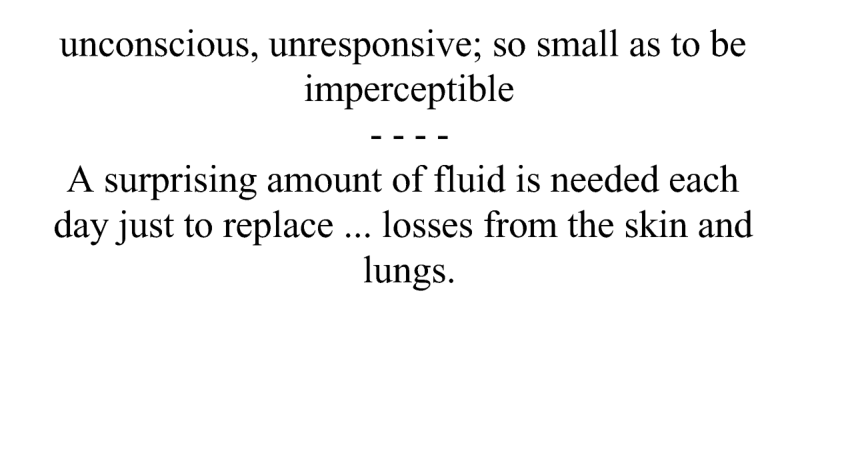 unconscious, unresponsive; so small as to be
imperceptible
- - - -
A surprising amount of fluid is needed each
day just to replace ... losses from the skin and
lungs.